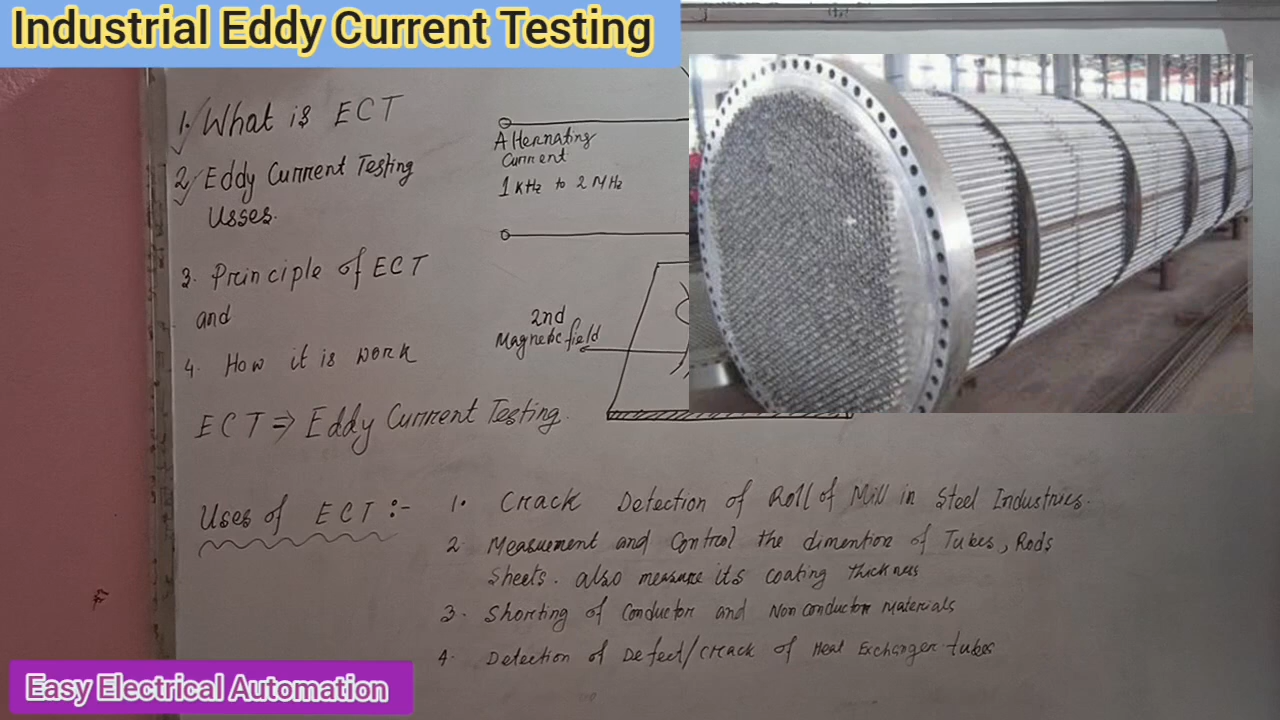 Industrial Eddy Current Testing
1. What is ECT
2. Eddy Current Testing
Usses.
3. Principle of ECT
and
4. How it is work
ECT ⇒ Eddy Current Testing.
Alternating
Current
1 KHz to 2 MHz
2nd
Magnetic field
Uses of ECT :-
1. Crack Detection of Roll of Mill in Steel Industries.
2. Measuement and Control the dimention of Tubes, Rods
Sheets. also measure its coating thickness
3. Shorting of Conductor and Non conductor materials
4. Detection of Defect/crack of Heat Exchanger tubes
Easy Electrical Automation